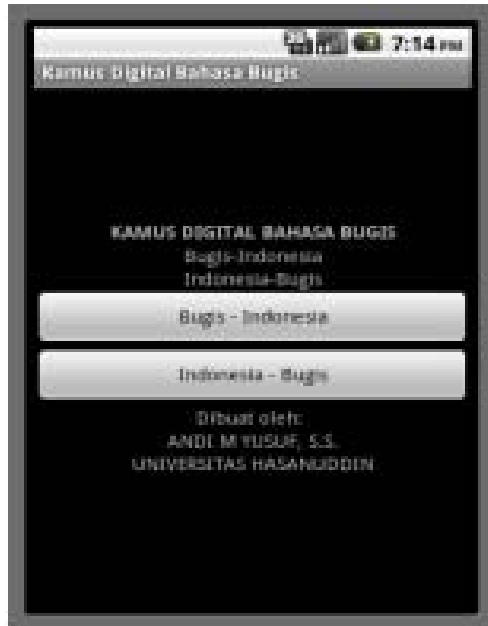 7:14 PM
Kamus Digital Bahasa Bugis
KAMUS DIGITAL BAHASA BUGIS
Bugis-Indonesia
Indonesia-Bugis
Bugis - Indonesia
Indonesia - Bugis
Dibuat oleh:
ANDI M YUSUF, S.S.
UNIVERSITAS HASANUDDIN